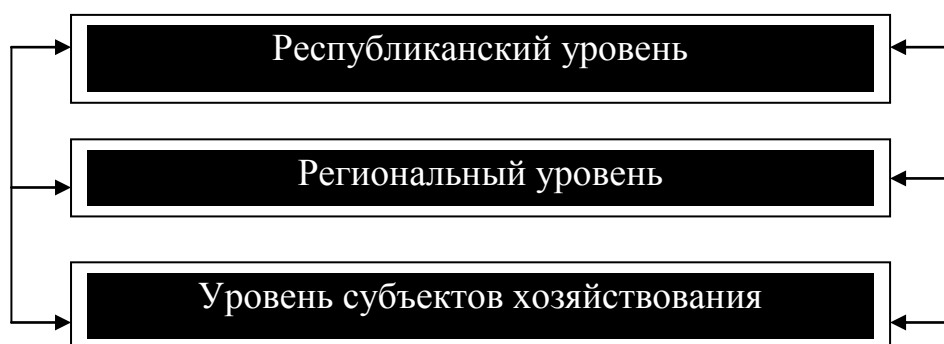 Республиканский уровень
Региональный уровень
Уровень субъектов хозяйствования